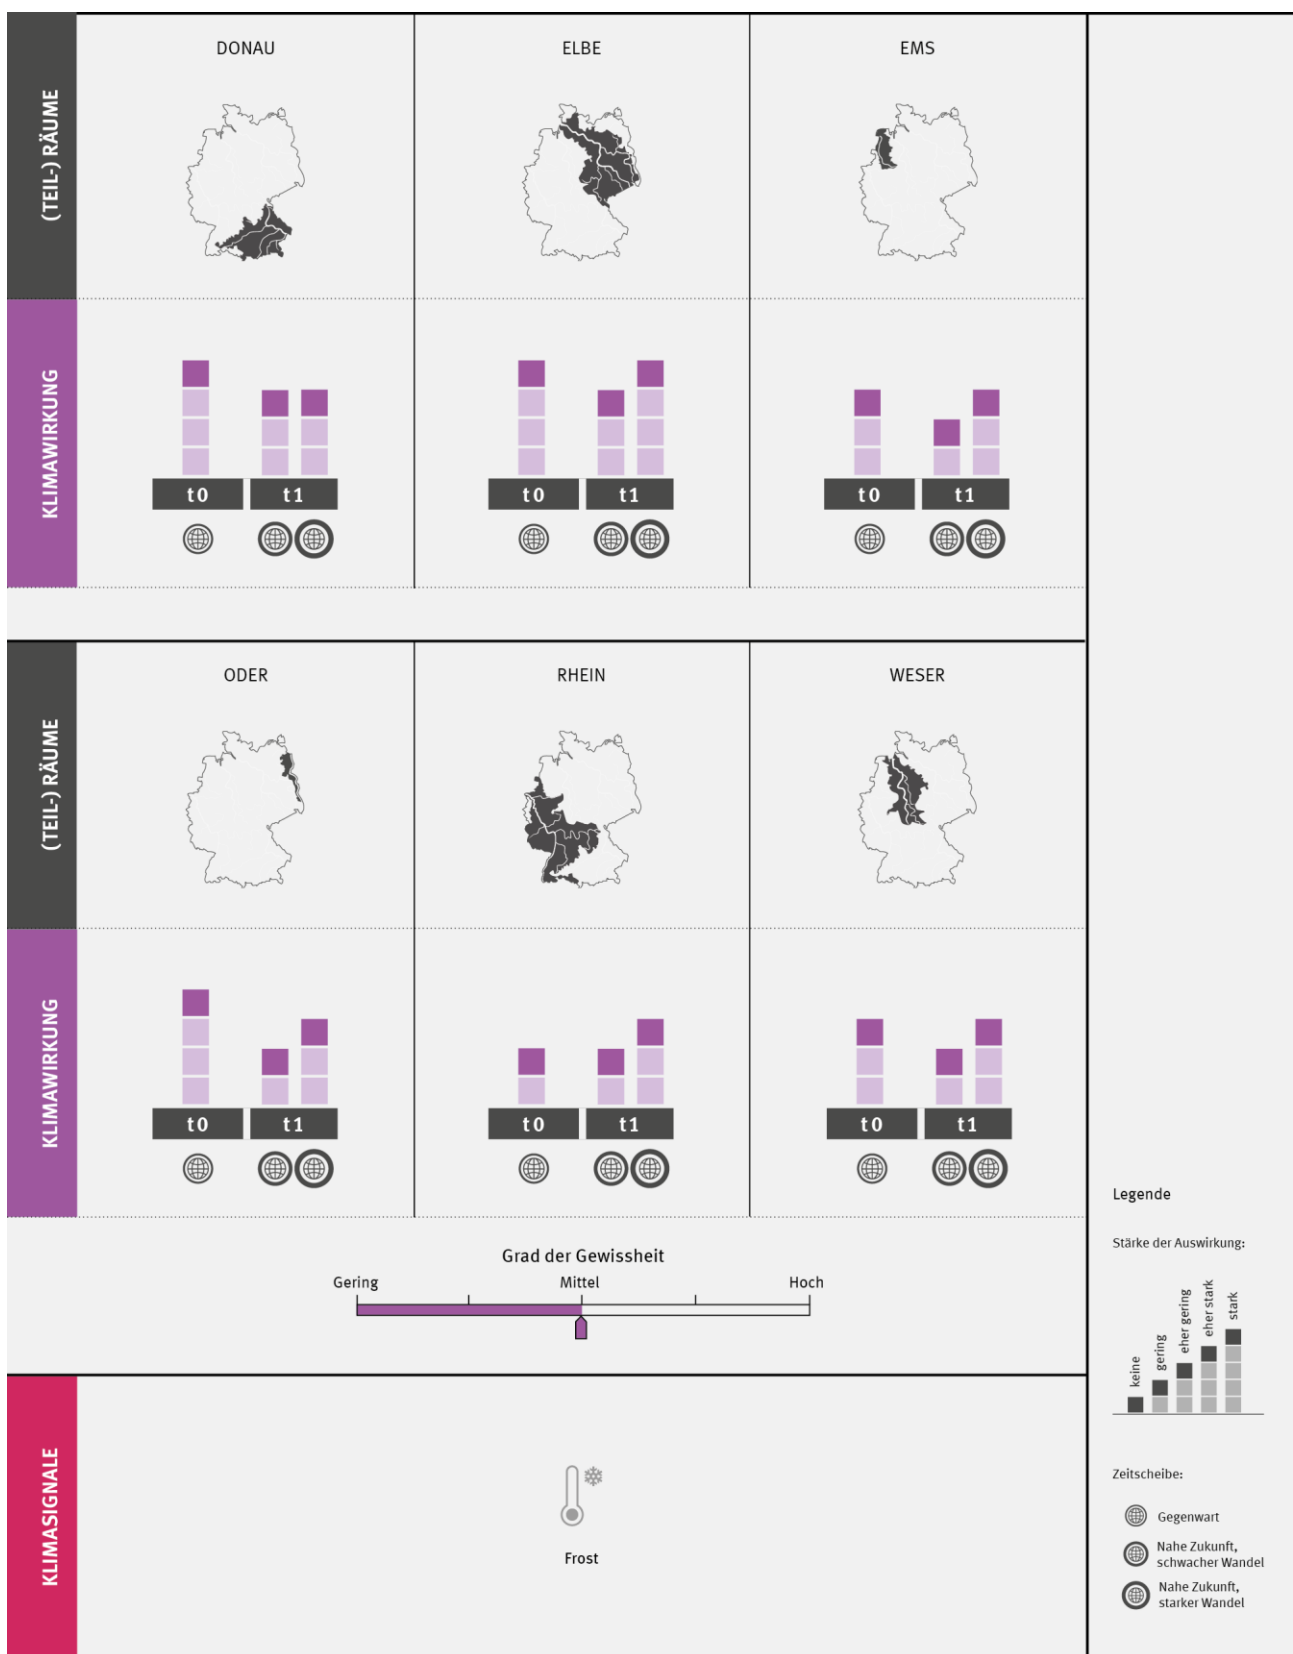 (TEIL-) RÄUME
DONAU
ELBE
EMS
KLIMAWIRKUNG
t0
t1
t0
t1
t0
t1
(TEIL-) RÄUME
ODER
RHEIN
WESER
KLIMAWIRKUNG
t0
t1
t0
t1
t0
t1
Grad der Gewissheit
Gering
Mittel
Hoch
KLIMASIGNALE
Frost
Legende
Stärke der Auswirkung:
keine
gering
eher gering
eher stark
stark
Zeitscheibe:
Gegenwart
Nahe Zukunft,
schwacher Wandel
Nahe Zukunft,
starker Wandel